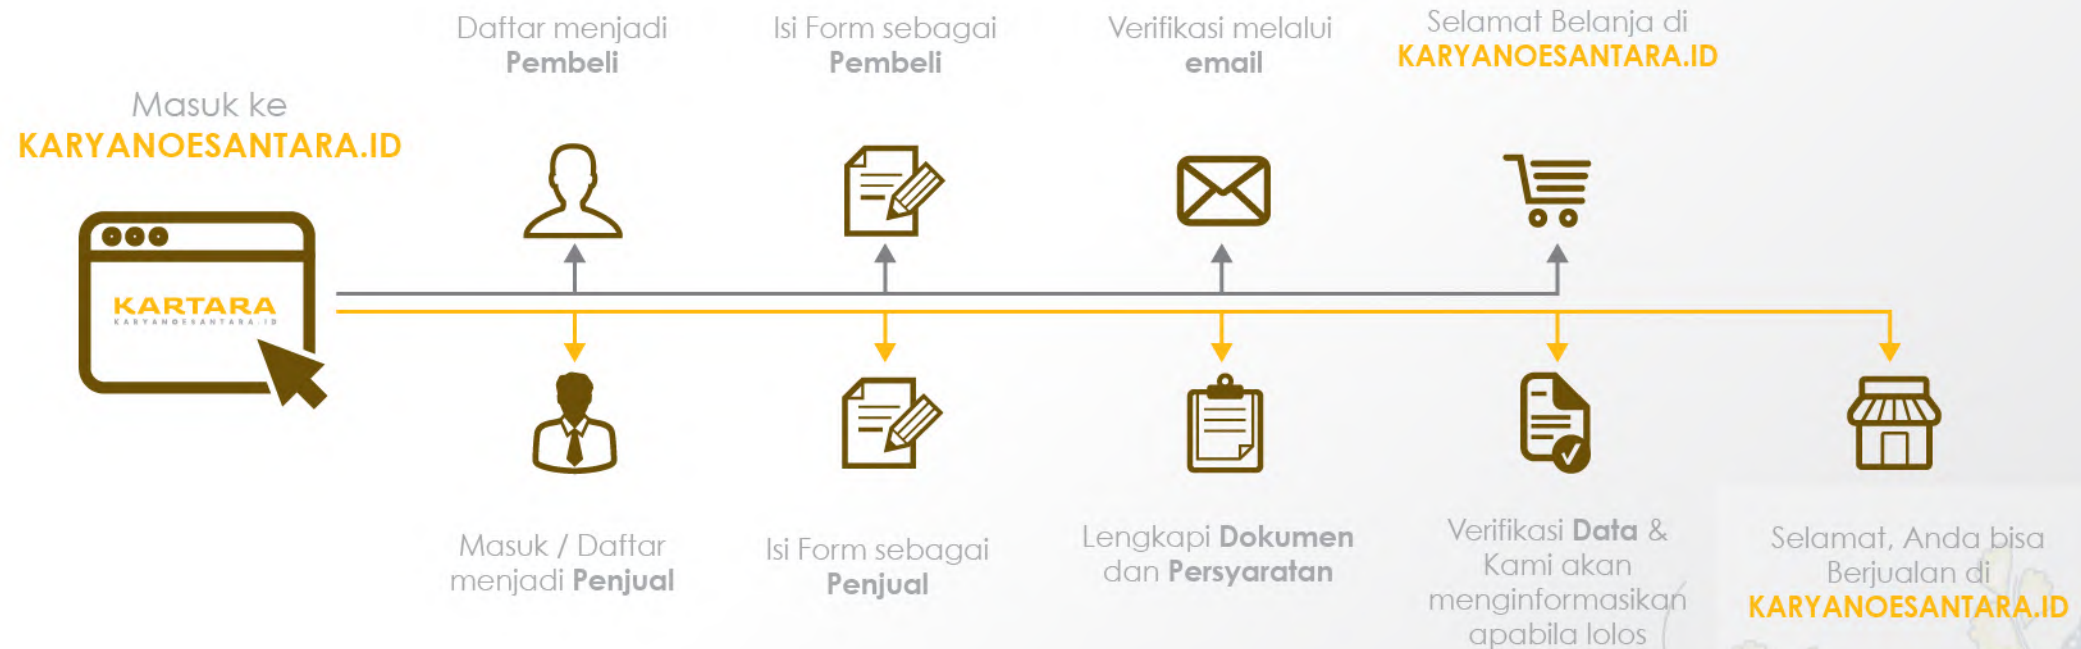 Masuk ke
KARYANOESANTARA.ID
KARTARA
KARYANOESANTARA.ID
Daftar menjadi
Pembeli
Isi Form sebagai
Pembeli
Verifikasi melalui
email
Selamat Belanja di
KARYANOESANTARA.ID
Masuk / Daftar
menjadi Penjual
Isi Form sebagai
Penjual
Lengkapi Dokumen
dan Persyaratan
Verifikasi Data &
Kami akan
menginformasikan
apabila lolos
Selamat, Anda bisa
Berjualan di
KARYANOESANTARA.ID